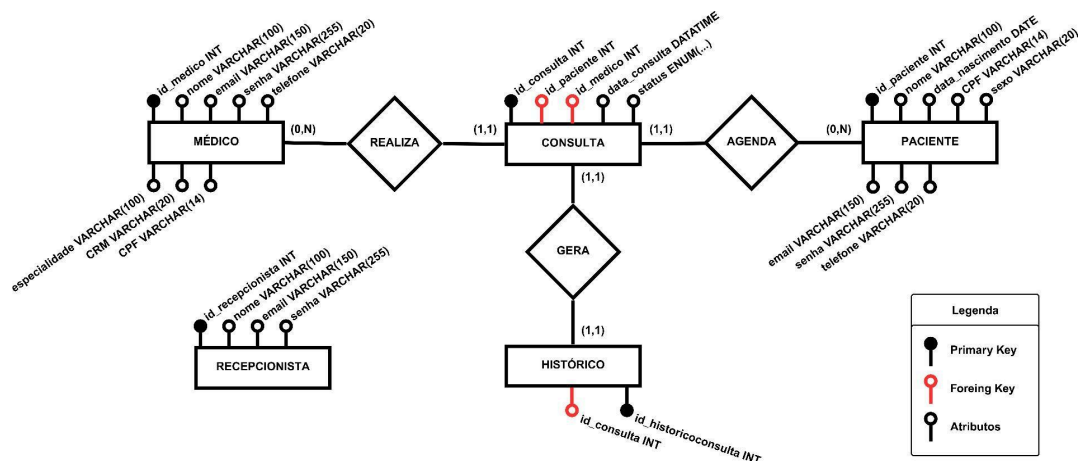 id_medico INT
nome VARCHAR(100)
email VARCHAR(150)
senha VARCHAR(255)
telefone VARCHAR(20)
MÉDICO
especialidade VARCHAR(100)
CRM VARCHAR(20)
CPF VARCHAR(14)
(0,N)
REALIZA
(1,1)
id_consulta INT
id_paciente INT
id_medico INT
data_consulta DATATIME
status ENUM(...)
CONSULTA
(1,1)
AGENDA
(0,N)
id_paciente INT
nome VARCHAR(100)
data_nascimento DATE
CPF VARCHAR(14)
sexo VARCHAR(20)
PACIENTE
email VARCHAR(150)
senha VARCHAR(255)
telefone VARCHAR(20)
(1,1)
GERA
(1,1)
id_recepcionista INT
nome VARCHAR(100)
email VARCHAR(150)
senha VARCHAR(255)
RECEPCIONISTA
HISTÓRICO
id_consulta INT
id_historicoconsulta INT
Legenda
Primary Key
Foreing Key
Atributos